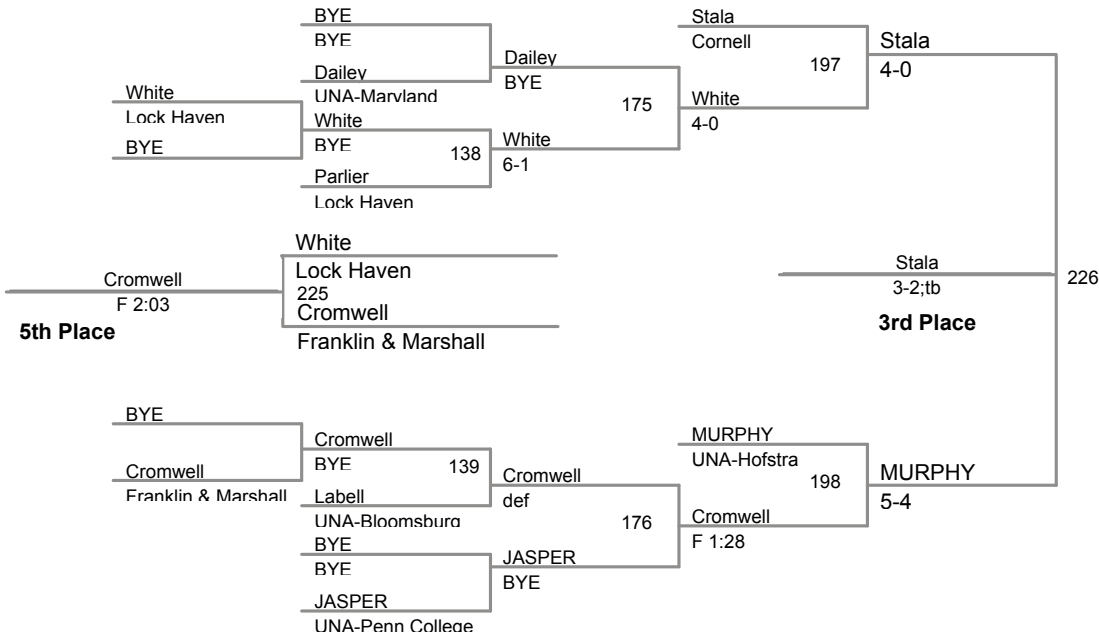 BYE
BYE
Dailey
UNA-Maryland
White
Lock Haven
BYE
White
BYE
138
Parlier
Lock Haven
Dailey
BYE
White
6-1
175
Stala
Cornell
White
4-0
197
Stala
4-0
White
Lock Haven
225
Cromwell
Franklin & Marshall
Cromwell
F 2:03
5th Place
Stala
3-2;tb
3rd Place
226
BYE
Cromwell
Franklin & Marshall
Cromwell
BYE
139
Labell
UNA-Bloomsburg
BYE
BYE
JASPER
UNA-Penn College
Cromwell
def
JASPER
BYE
176
MURPHY
UNA-Hofstra
Cromwell
F 1:28
198
MURPHY
5-4